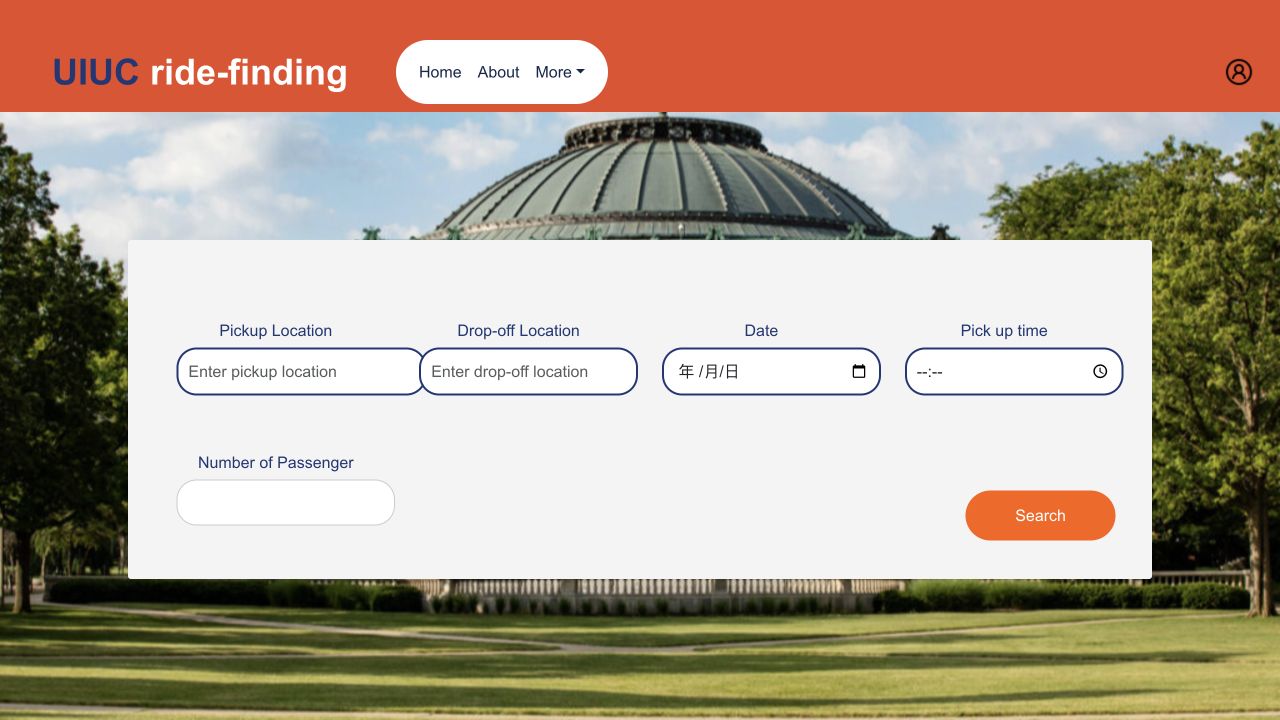 UIUC ride-finding
Home About More
Pickup Location Drop-off Location Date Pick up time
Enter pickup location Enter drop-off location 年 /月/日 --:--
Number of Passenger
Search